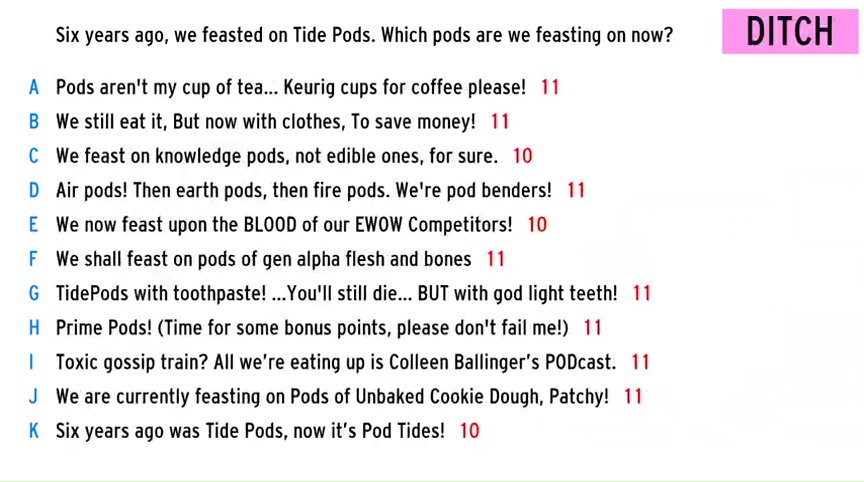 Six years ago, we feasted on Tide Pods. Which pods are we feasting on now?
DITCH
A Pods aren't my cup of tea... Keurig cups for coffee please! 11
B We still eat it, But now with clothes, To save money! 11
C We feast on knowledge pods, not edible ones, for sure. 10
D Air pods! Then earth pods, then fire pods. We're pod benders! 11
E We now feast upon the BLOOD of our EWOW Competitors! 10
F We shall feast on pods of gen alpha flesh and bones 11
G TidePods with toothpaste! ...You'll still die... BUT with god light teeth! 11
H Prime Pods! (Time for some bonus points, please don't fail me!) 11
I Toxic gossip train? All we’re eating up is Colleen Ballinger’s PODcast. 11
J We are currently feasting on Pods of Unbaked Cookie Dough, Patchy! 11
K Six years ago was Tide Pods, now it’s Pod Tides! 10